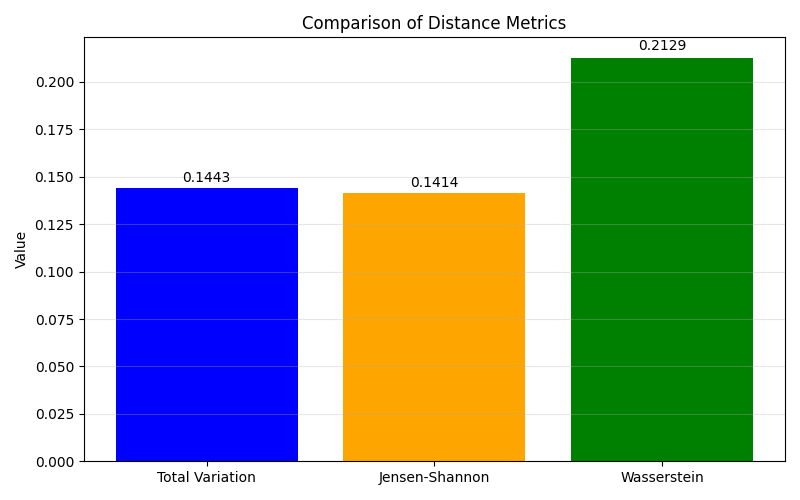 Comparison of Distance Metrics
0.2129
0.200
0.175
0.150
0.1443
0.1414
0.125
0.100
0.075
0.050
0.025
0.000
Value
Total Variation
Jensen-Shannon
Wasserstein